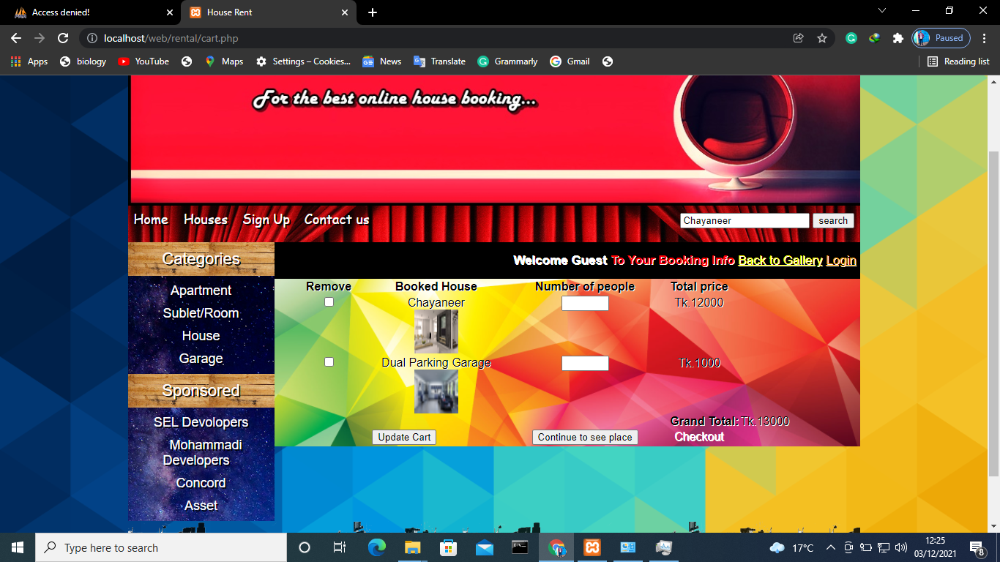 Access denied!
House Rent
localhost/web/rental/cart.php
Paused
Apps
biology
YouTube
Maps
Settings – Cookies...
News
Translate
Grammarly
Gmail
Reading list
For the best online house booking...
Home Houses Sign Up Contact us
Chayaneer search
Categories
Welcome Guest To Your Booking Info Back to Gallery Login
Apartment
Sublet/Room
House
Garage
Sponsored
SEL Devolopers
Mohammadi
Developers
Concord
Asset
Remove Booked House Number of people Total price
Chayaneer Tk.12000
Dual Parking Garage Tk.1000
Grand Total: Tk.13000
Update Cart Continue to see place Checkout
Type here to search
17°C
12:25
03/12/2021
8